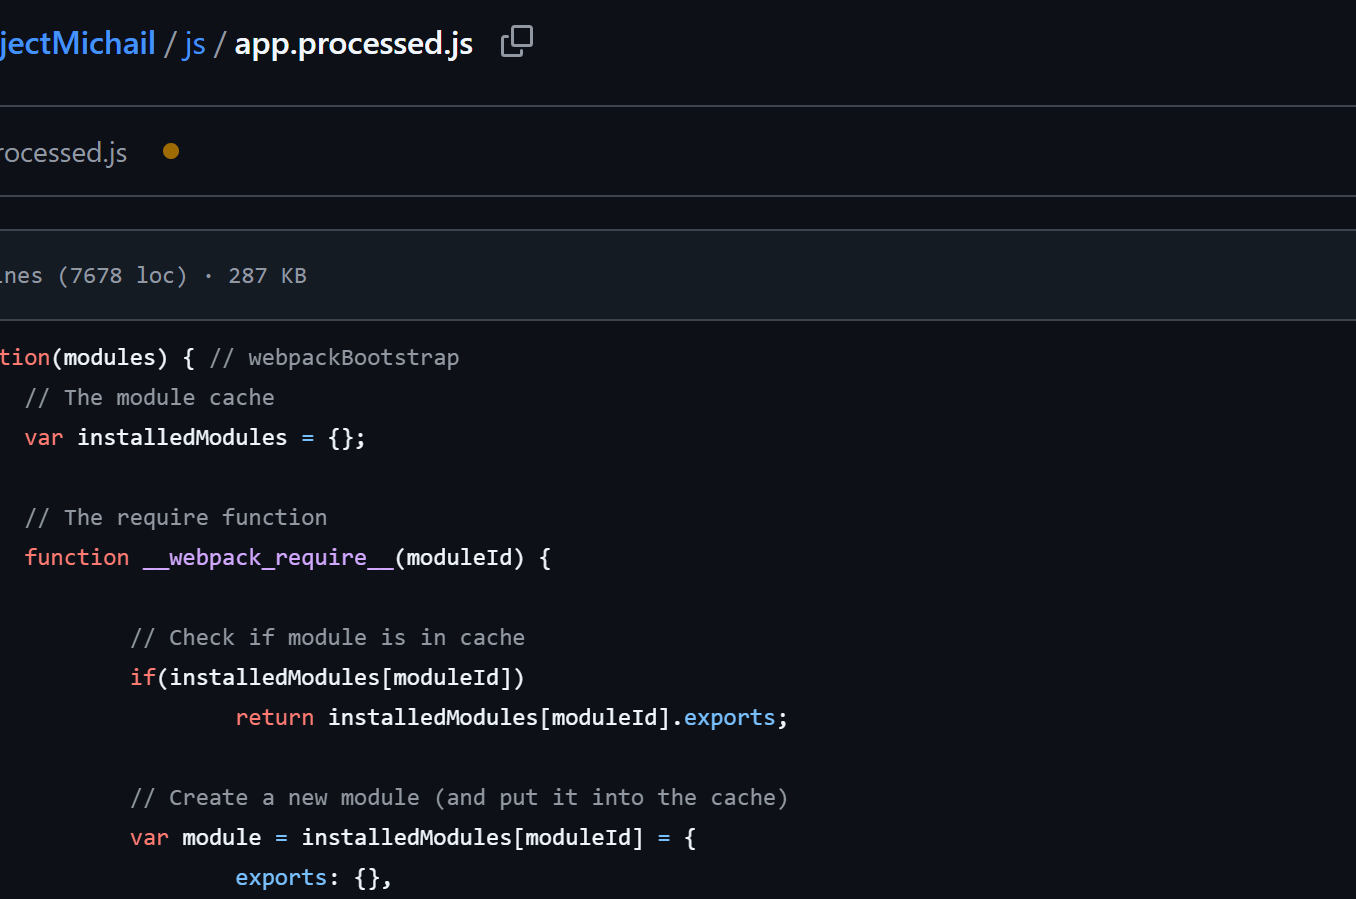 jectMichail / js / app.processed.js
rocessed.js
ines (7678 loc) · 287 KB
tion(modules) { // webpackBootstrap
// The module cache
var installedModules = {};
// The require function
function __webpack_require__(moduleId) {
// Check if module is in cache
if(installedModules[moduleId])
return installedModules[moduleId].exports;
// Create a new module (and put it into the cache)
var module = installedModules[moduleId] = {
exports: {},